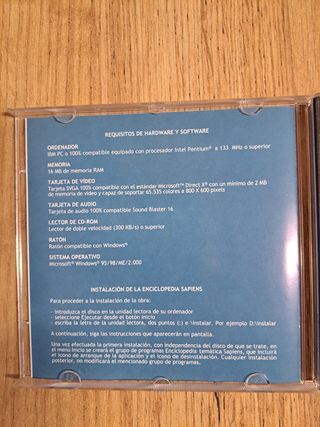 REQUISITOS DE HARDWARE Y SOFTWARE
ORDENADOR
IBM PC o 100% compatible equipado con procesador Intel Pentium® a 133 MHz o superior
MEMORIA
16 MB de memoria RAM
TARJETA DE VÍDEO
Tarjeta SVGA 100% compatible con el estándar Microsoft™ Direct X® con un mínimo de 2 MB
de memoria de vídeo y capaz de soportar 65.535 colores a 800 X 600 pixels
TARJETA DE AUDIO
Tarjeta de audio 100% compatible Sound Blaster 16
LECTOR DE CD-ROM
Lector de doble velocidad (300 KB/s) o superior
RATÓN
Ratón compatible con Windows®
SISTEMA OPERATIVO
Microsoft® Windows 95/98/ME/2.000
INSTALACIÓN DE LA ENCICLOPEDIA SAPIENS
Para proceder a la instalación de la obra:
- introduzca el disco en la unidad lectora de su ordenador
- seleccione Ejecutar desde el botón inicio
- escriba la letra de la unidad lectora, dos puntos (:) e \instalar. Por ejemplo D:\instalar
A continuación, siga las instrucciones que aparecerán en pantalla.
Una vez efectuada la primera instalación, con independencia del disco de que se trate, en
el menú inicio se creará el grupo de programas Enciclopedia temática Sapiens, que incluirá
el icono de arranque de la aplicación y el icono de desinstalación. Cualquier instalación
posterior, no modificará el mencionado grupo de programas.